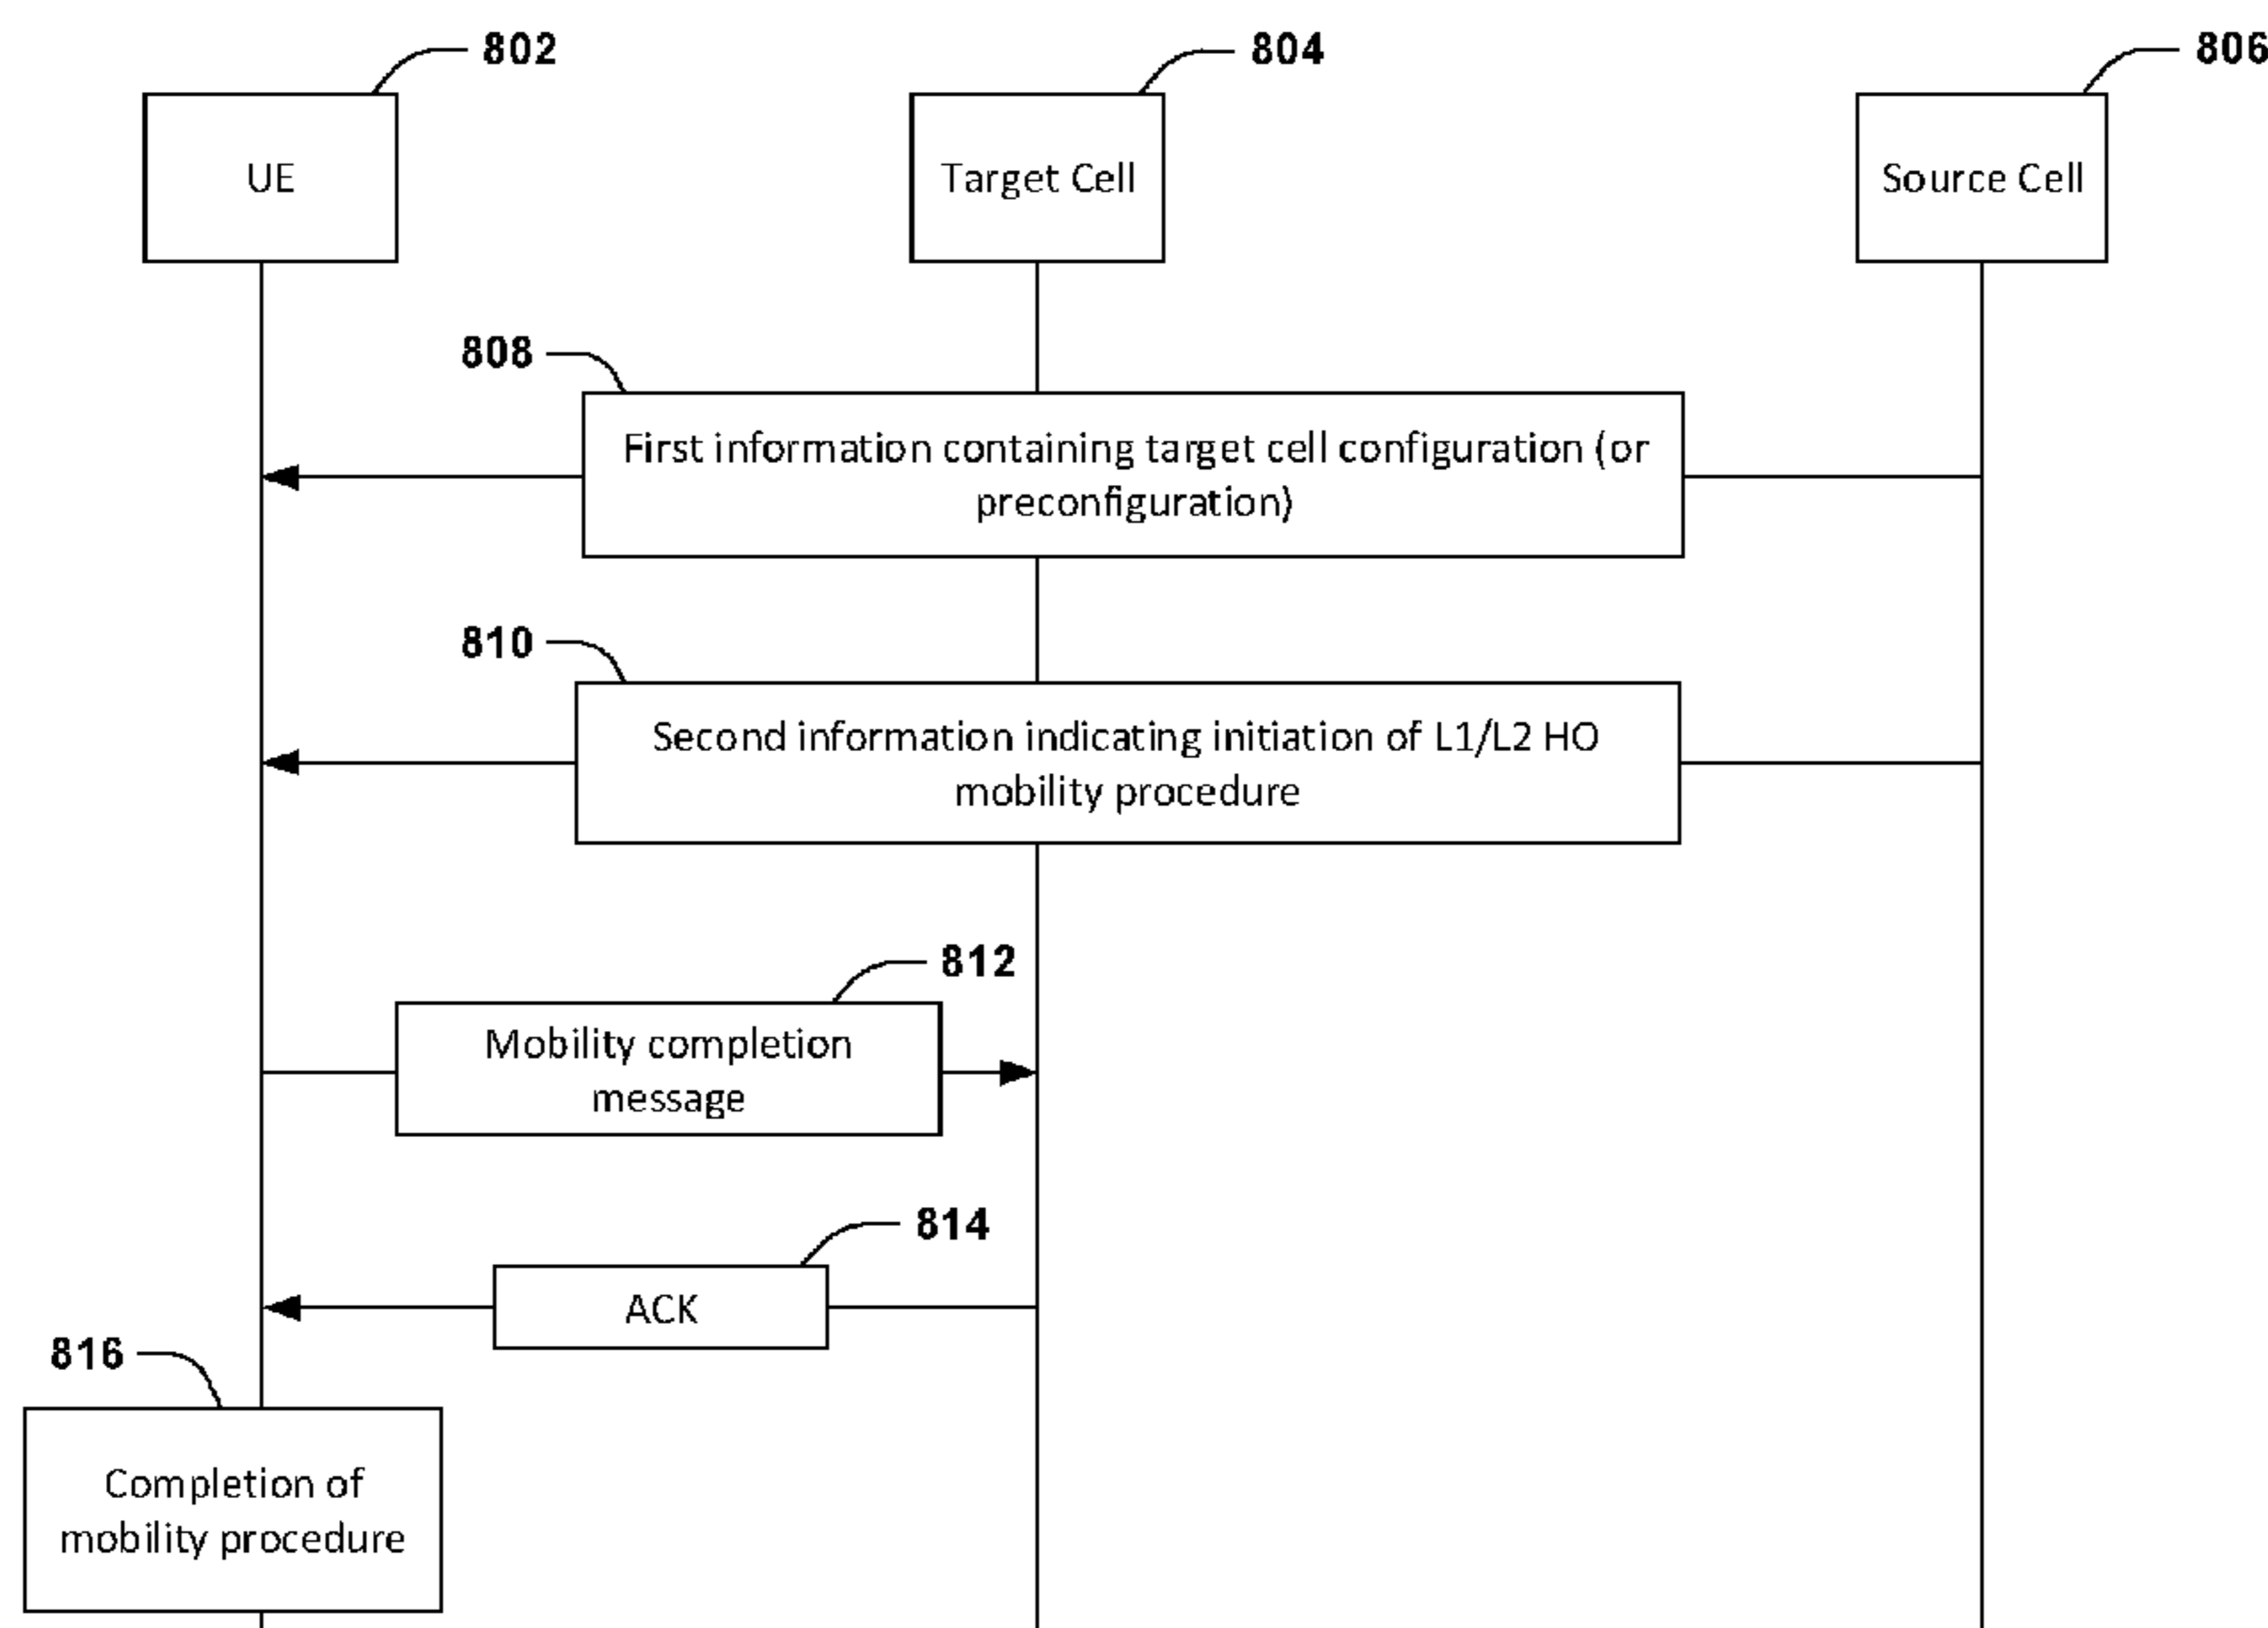 802
804
806
UE
Target Cell
Source Cell
808
First information containing target cell configuration (or
preconfiguration)
810
Second information indicating initiation of L1/L2 HO
mobility procedure
812
Mobility completion
message
814
ACK
816
Completion of
mobility procedure